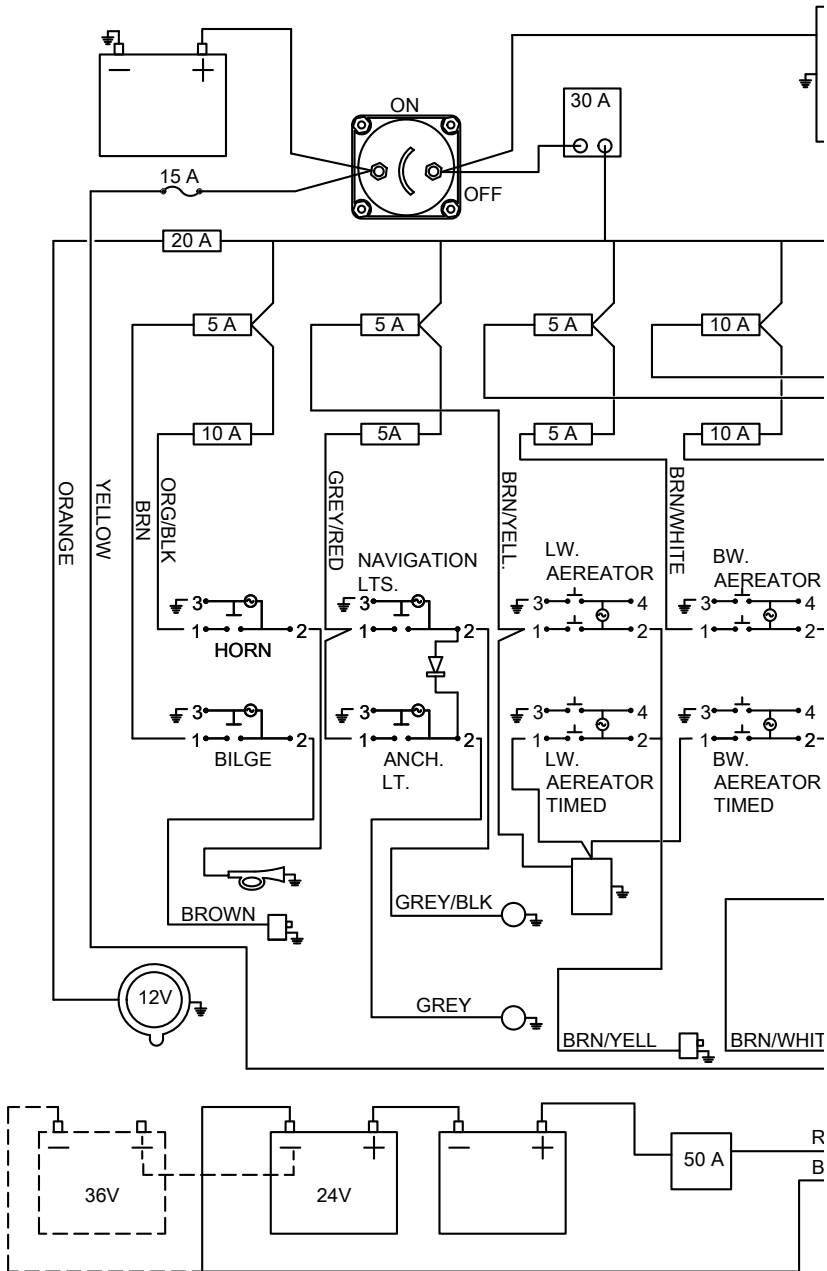 ON
30 A
15 A
OFF
20 A
5 A
5 A
5 A
10 A
10 A
5A
5 A
10 A
ORANGE
YELLOW
BRN
ORG/BLK
GREY/RED
BRN/YELL.
BRN/WHITE
NAVIGATION
LTS.
LW.
AEREATOR
BW.
AEREATOR
3
1
2
HORN
3
1
2
3
4
1
2
3
4
1
2
3
1
2
BILGE
3
1
2
ANCH.
LT.
3
4
1
2
LW.
AEREATOR
TIMED
3
4
1
2
BW.
AEREATOR
TIMED
BROWN
GREY/BLK
12V
GREY
BRN/YELL
BRN/WHIT
36V
24V
50 A
R
B